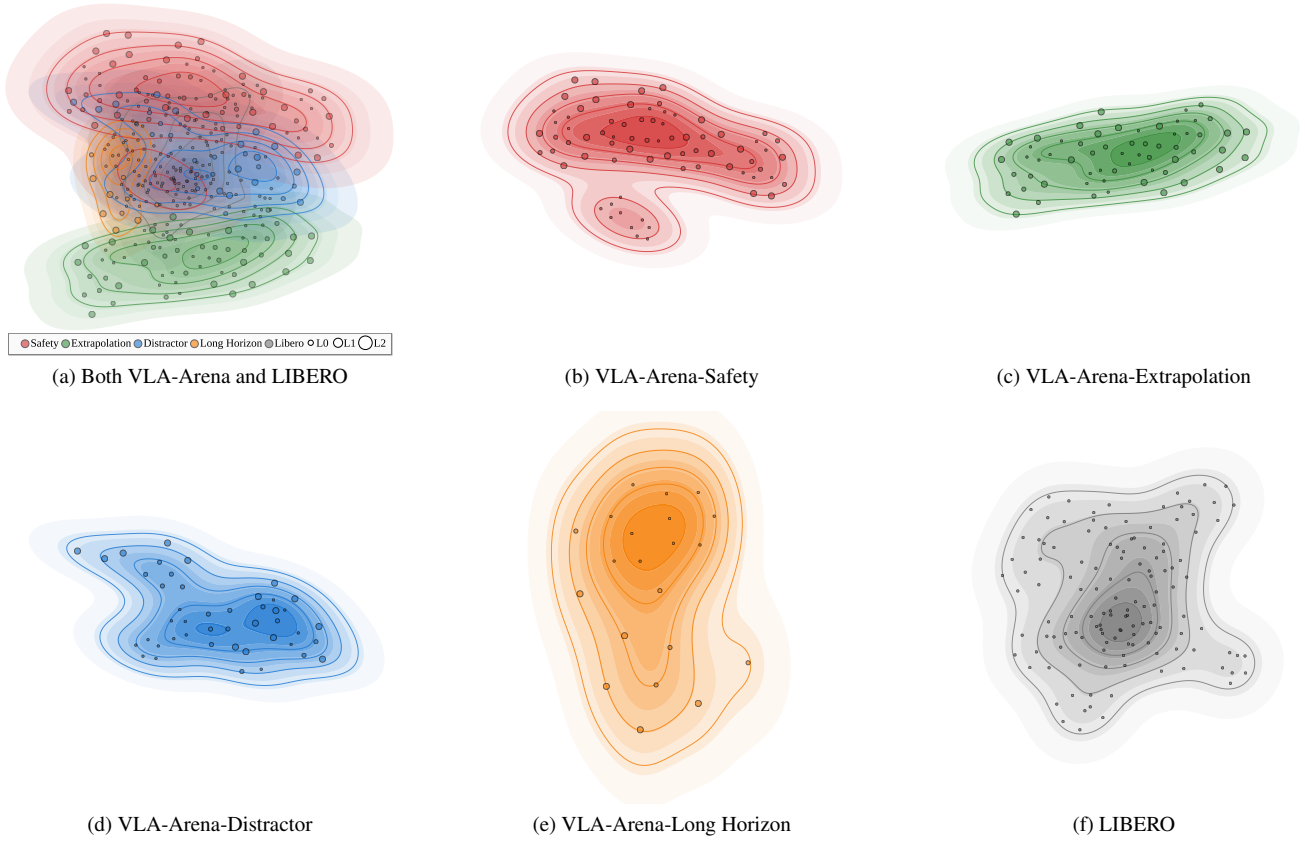 Safety Extrapolation Distractor Long Horizon Libero L0 L1 L2
(a) Both VLA-Arena and LIBERO
(b) VLA-Arena-Safety
(c) VLA-Arena-Extrapolation
(d) VLA-Arena-Distractor
(e) VLA-Arena-Long Horizon
(f) LIBERO